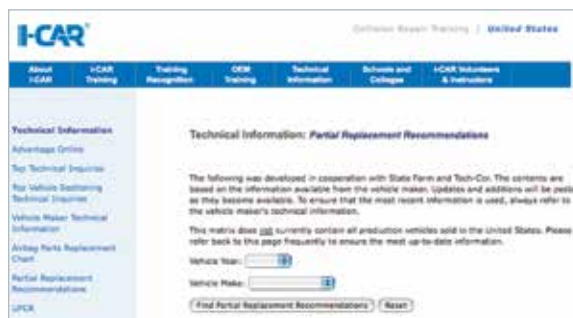 I-CAR
Collision Repair Training | United States
About I-CAR
I-CAR Training
Training Recognition
OEM Training
Technical Information
Schools and Colleges
I-CAR Volunteers & Instructors
Technical Information
Advantage Online
Top Technical Inquiries
Top Vehicle Sectioning Technical Inquiries
Vehicle Maker Technical Information
Airbag Parts Replacement Chart
Partial Replacement Recommendations
UPCR
Technical Information: Partial Replacement Recommendations
The following was developed in cooperation with State Farm and Tech-Cor. The contents are
based on the information available from the vehicle maker. Updates and additions will be
as they become available. To ensure that the most recent information is used, always refer to
the vehicle maker's technical information.
This matrix does not currently contain all production vehicles sold in the United States. Please
refer back to this page frequently to ensure the most up-to-date information.
Vehicle Year:
Vehicle Make:
Find Partial Replacement Recommendations Reset